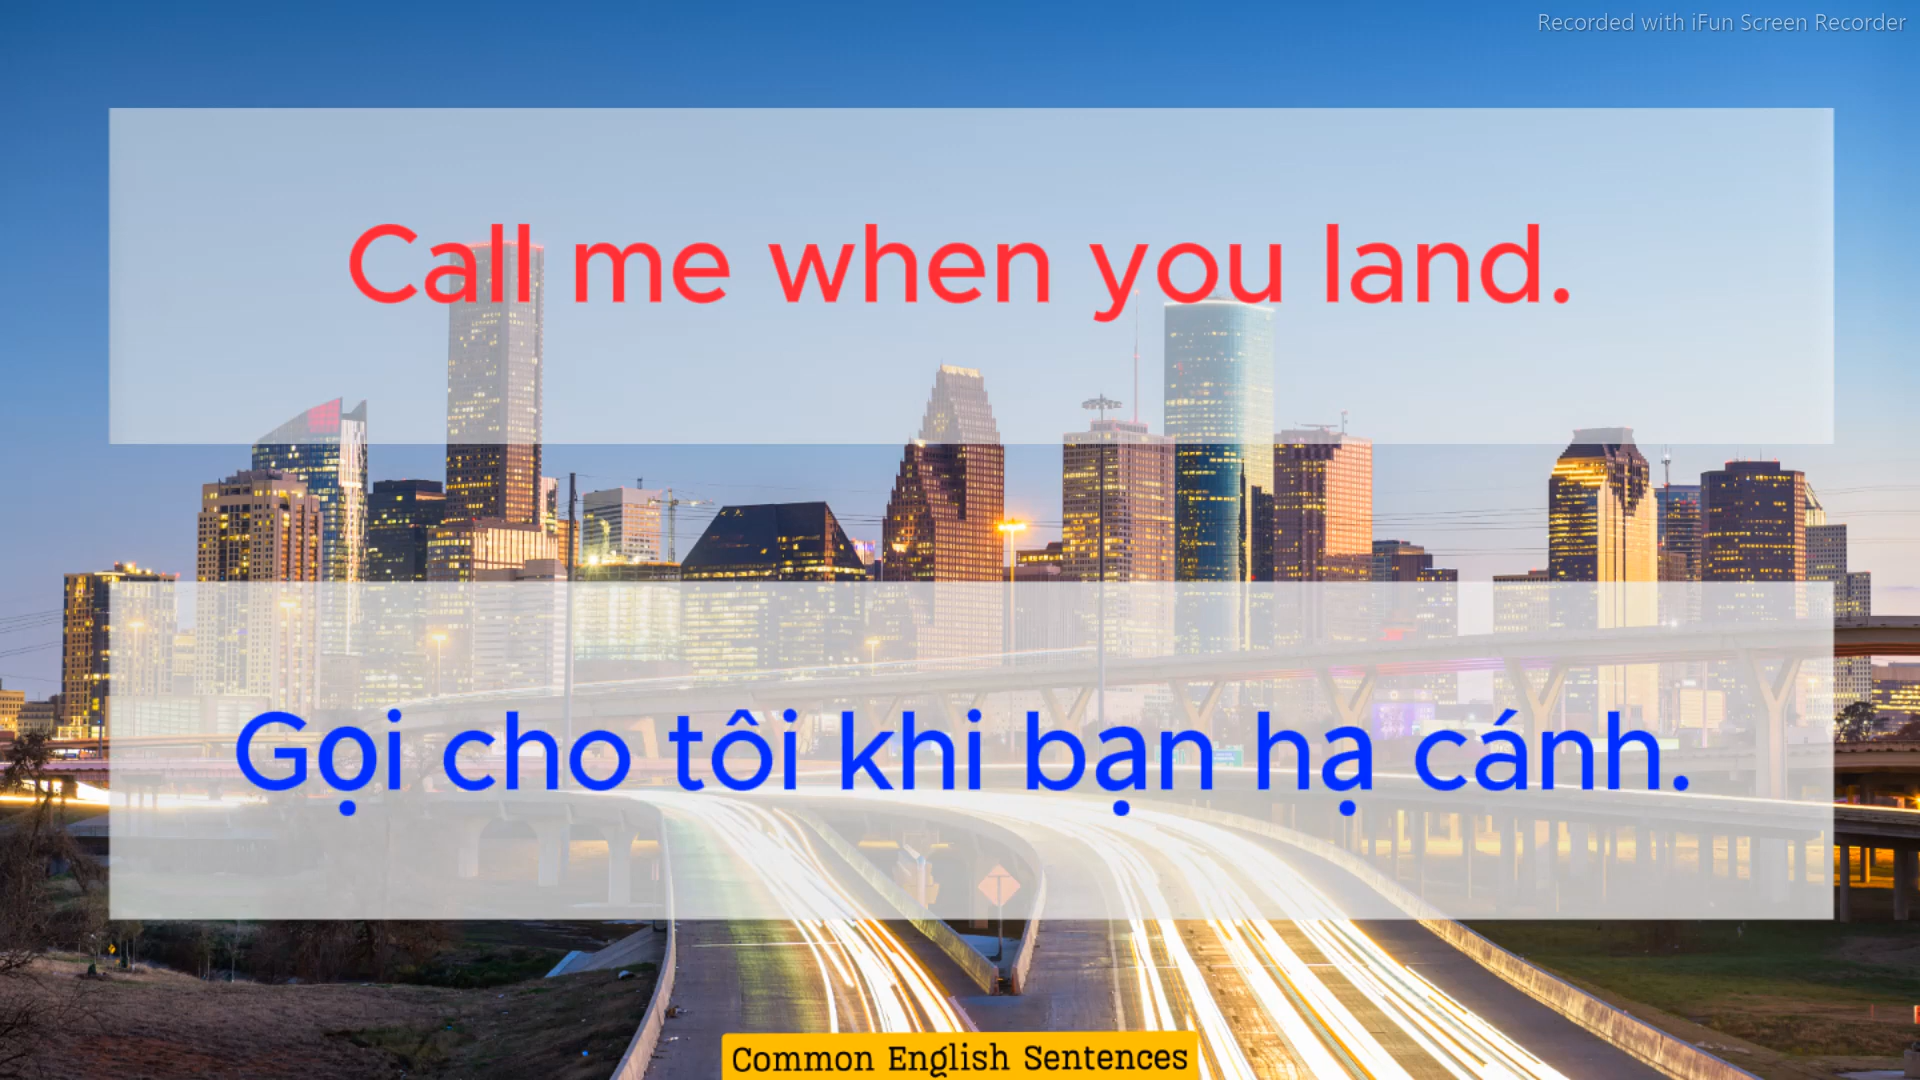 Recorded with iFun Screen Recorder
Call me when you land.
Gọi cho tôi khi bạn hạ cánh.
Common English Sentences